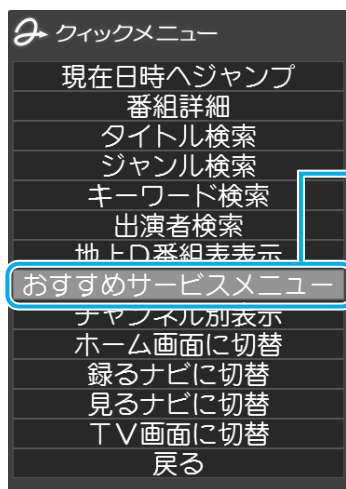 クィックメニュー
現在日時へジャンプ
番組詳細
タイトル検索
ジャンル検索
キーワード検索
出演者検索
地上D番組表表示
おすすめサービスメニュー
チャンネル別表示
ホーム画面に切替
録るナビに切替
見るナビに切替
TV画面に切替
戻る